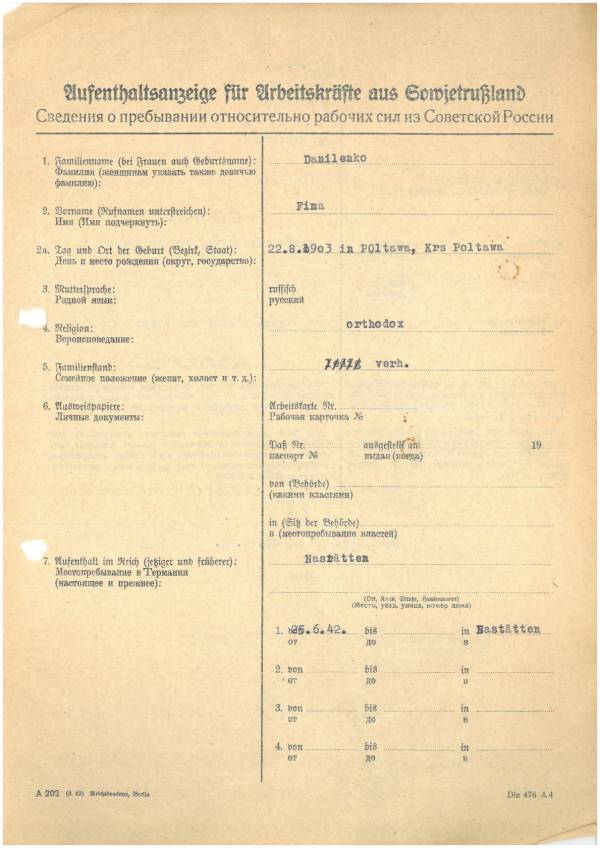 Aufenthaltsanzeige für Arbeitskräfte aus Sowjetrußland
Сведения о пребывании относительно рабочих сил из Советской России
1. Familienname (bei Frauen auch Geburtsname): Danilenko
Фамилия (женщинам указать также девичью
фамилию):
2. Vorname (Rufnamen unterstreichen): Fima
Имя (Имя подчеркнуть):
2a. Tag und Ort der Geburt (Bezirk, Staat): 22.8.1903 in POltawa, Krs Poltawa
День и место рождения (округ, государство):
3. Muttersprache: russisch
Родной язык: русский
4. Religion: orthodox
Вероисповедание:
5. Familienstand: verh.
Семейное положение (женат, холост и т. д.):
6. Ausweispapiere: Arbeitskarte Nr.
Личные документы: Рабочая карточка №
Paß Nr. ausgestellt am 19
паспорт № выдан (когда)
von (Behörde)
(какими властями)
in (Sitz der Behörde)
в (местопребывание властей)
7. Aufenthalt im Reich (jetziger und früherer): Nastätten
Местопребывание в Германии
(настоящее и прежнее):
(Ort, Kreis, Straße, Hausnummer)
(Место, уезд, улица, номер дома)
1. von 25.6.42. bis in Nastätten
от до в
2. von bis in
от до в
3. von bis in
от до в
4. von bis in
от до в
A 202 (3. 42) Reichsdruckerei, Berlin Din 476 A 4